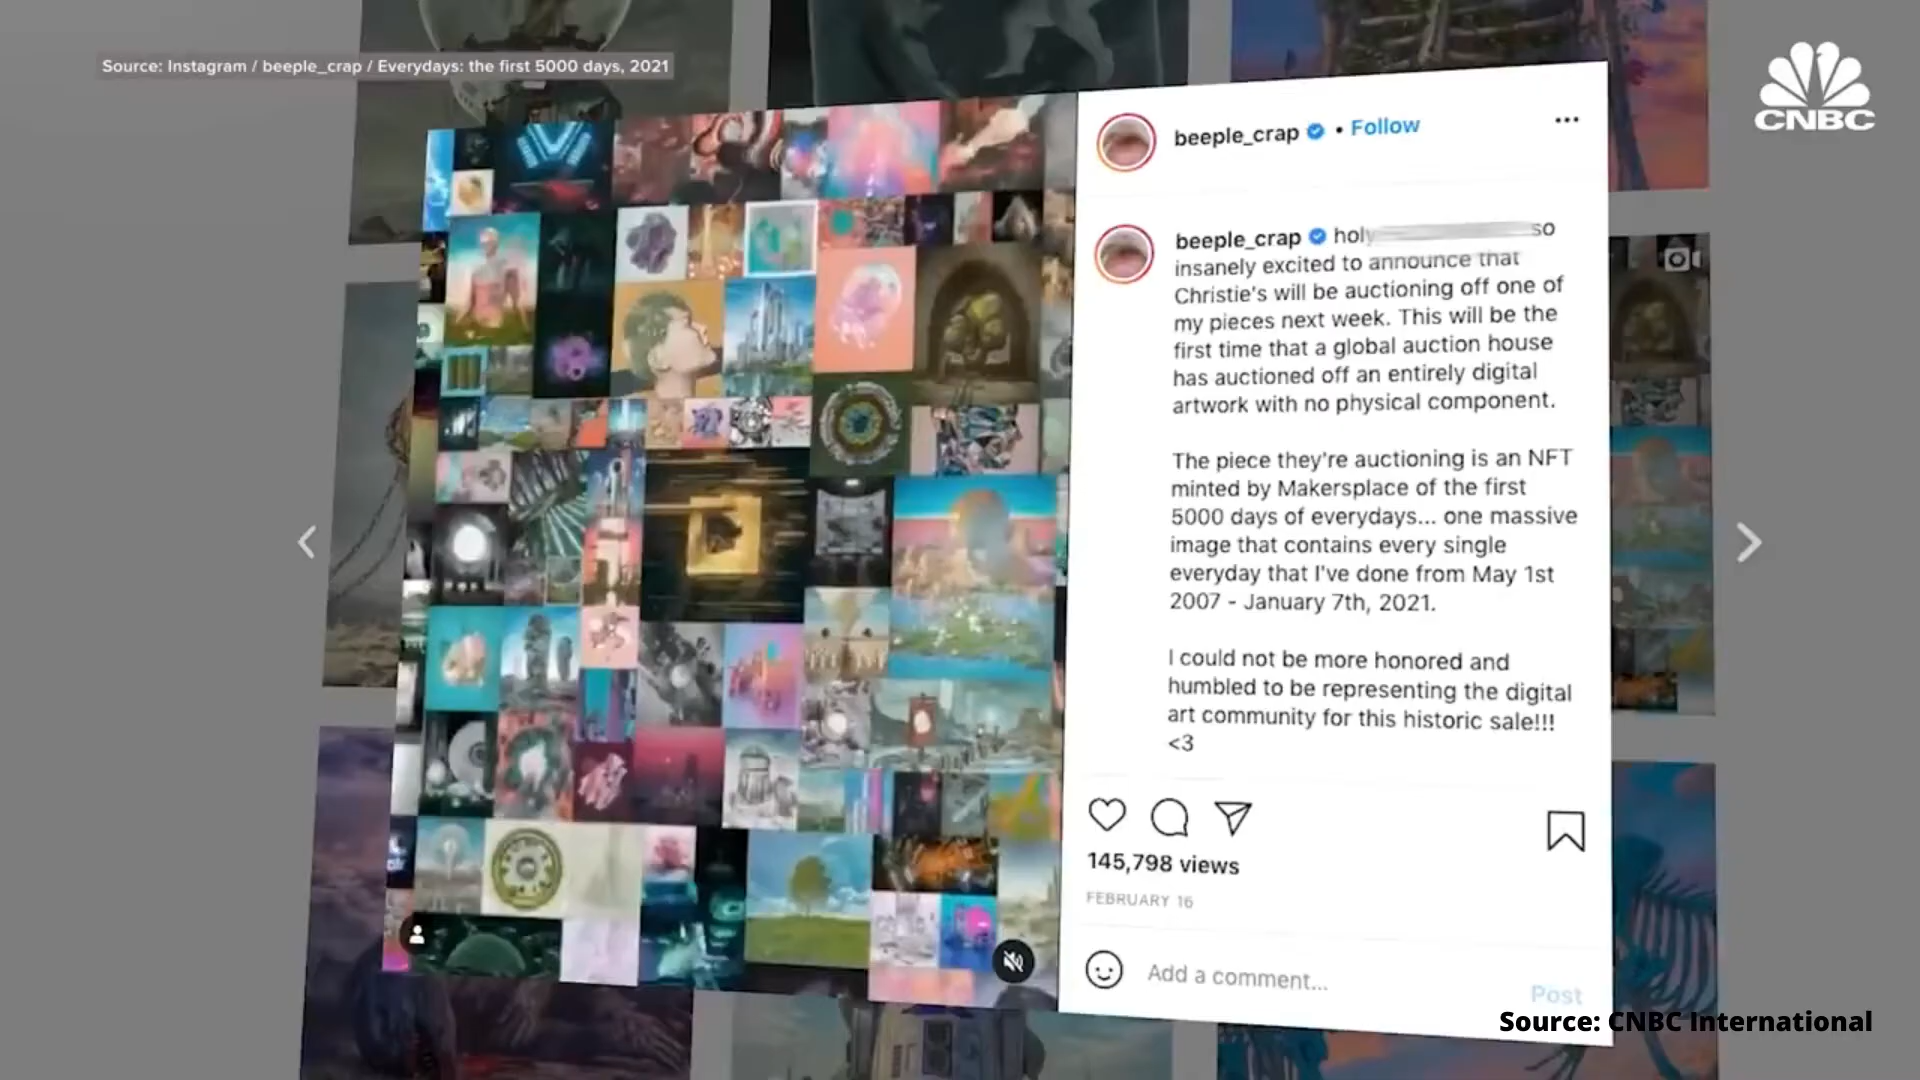 Source: Instagram / beeple_crap / Everydays: the first 5000 days, 2021
CNBC
beeple_crap • Follow
beeple_crap holy so
insanely excited to announce that
Christie's will be auctioning off one of
my pieces next week. This will be the
first time that a global auction house
has auctioned off an entirely digital
artwork with no physical component.
The piece they're auctioning is an NFT
minted by Makersplace of the first
5000 days of everydays... one massive
image that contains every single
everyday that I've done from May 1st
2007 - January 7th, 2021.
I could not be more honored and
humbled to be representing the digital
art community for this historic sale!!!
<3
145,798 views
FEBRUARY 16
Add a comment...
Post
Source: CNBC International